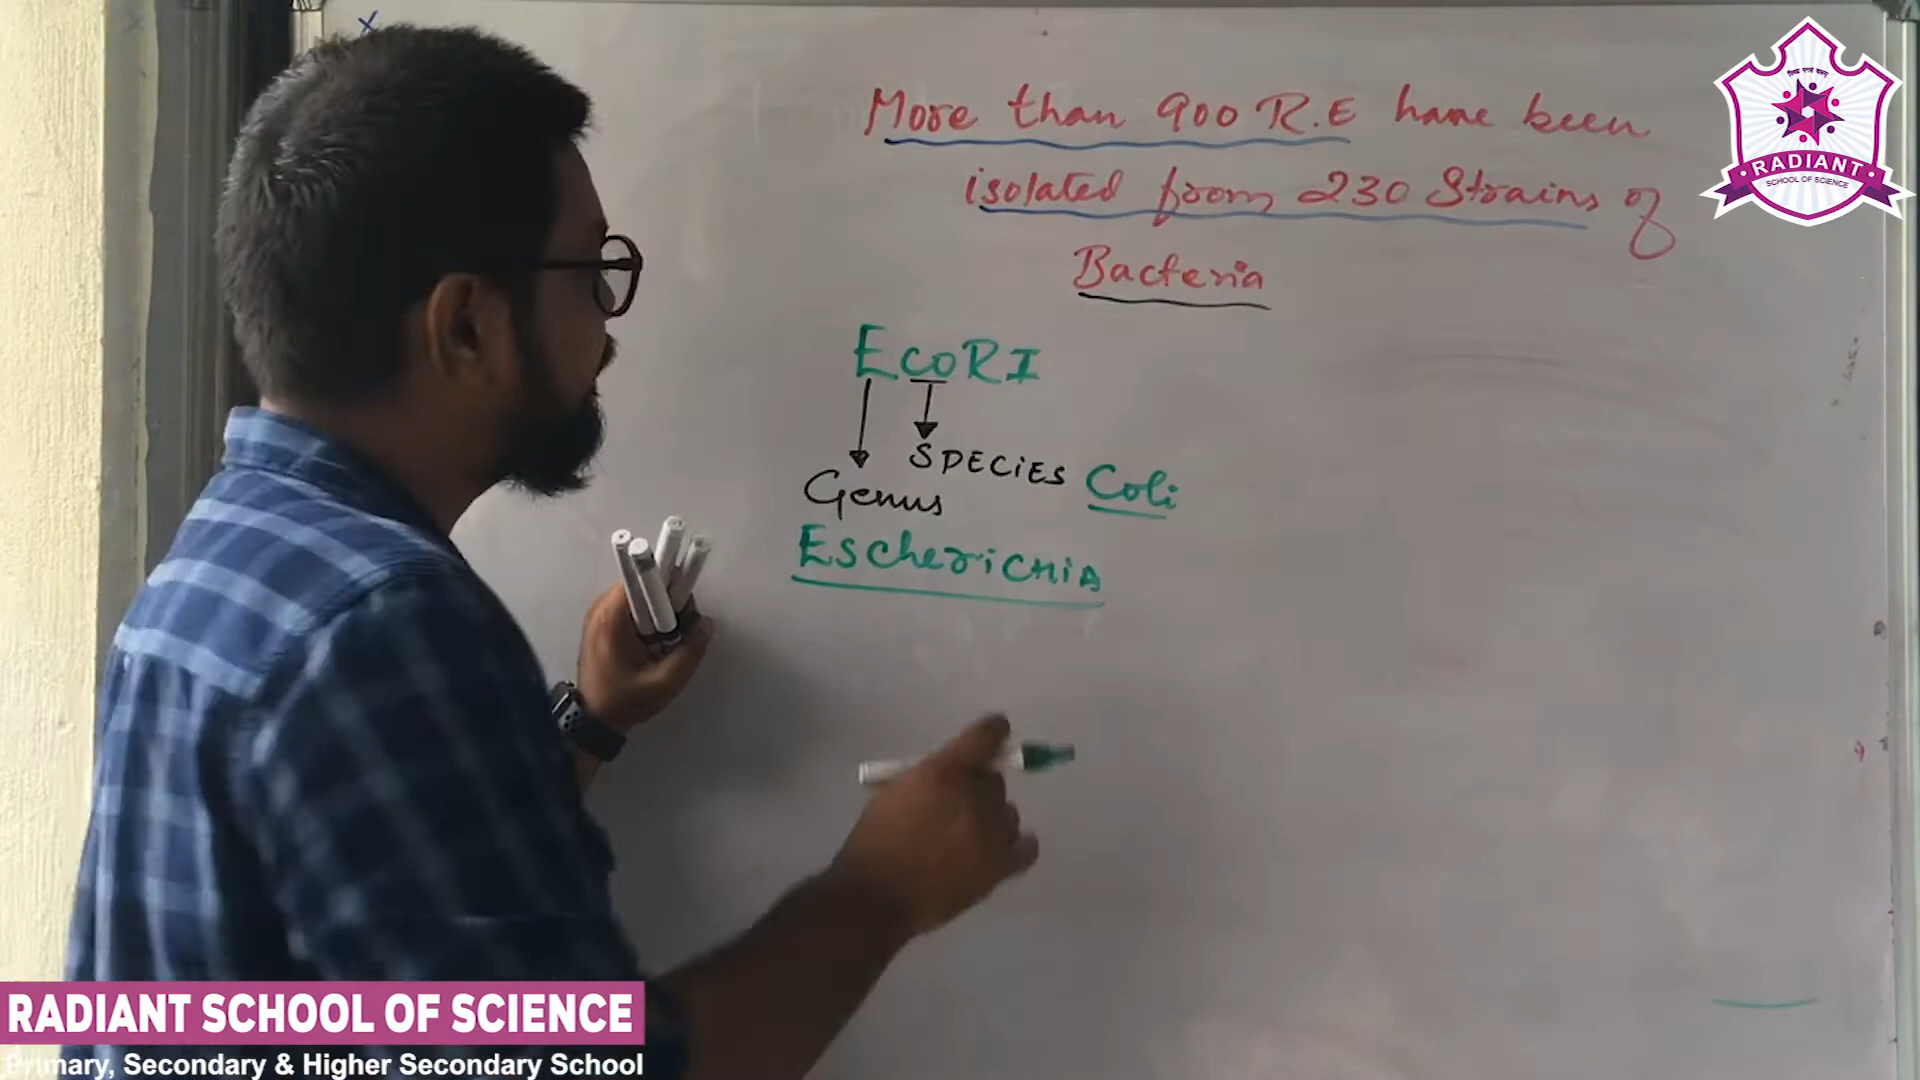 More than 900 R.E have been
isolated from 230 Strains of
Bacteria
EcoRI
SPECiES Coli
Genus
EscheriCHiA
RADIANT
SCHOOL OF SCIENCE
RADIANT SCHOOL OF SCIENCE
Primary, Secondary & Higher Secondary School